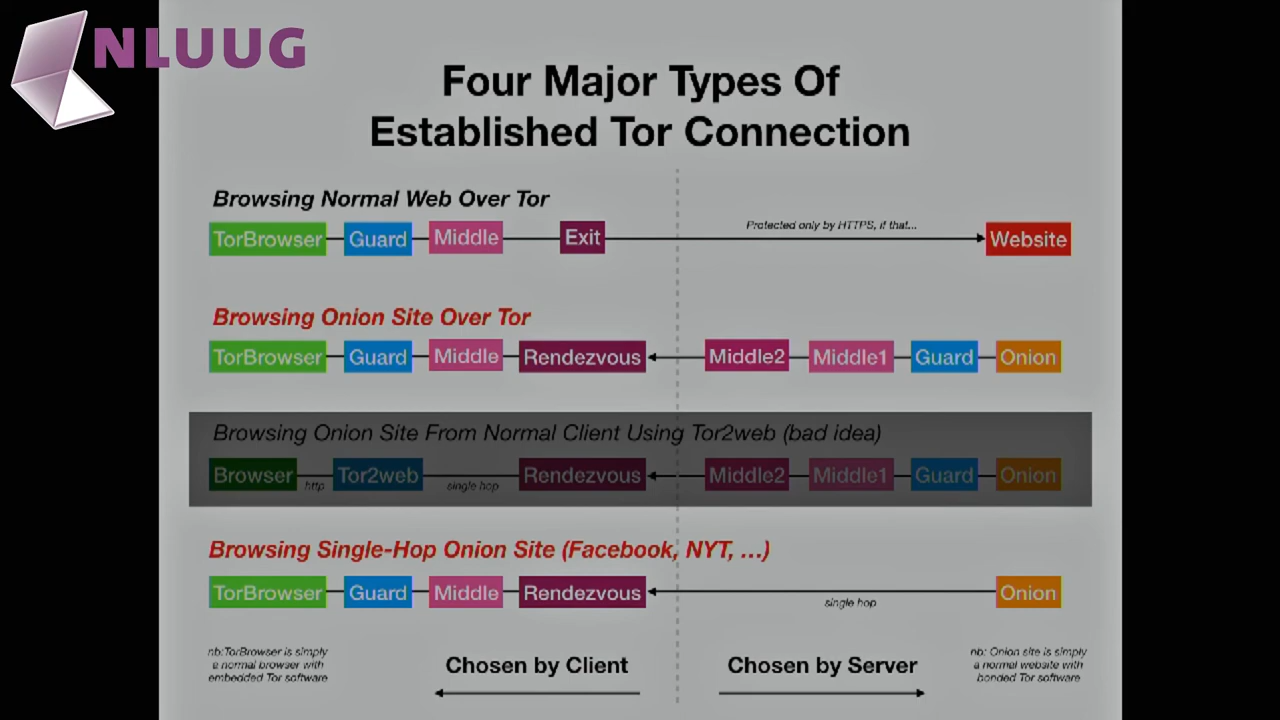 NLUUG
Four Major Types Of
Established Tor Connection
Browsing Normal Web Over Tor
TorBrowser Guard Middle Exit Protected only by HTTPS, if that... Website
Browsing Onion Site Over Tor
TorBrowser Guard Middle Rendezvous Middle2 Middle1 Guard Onion
Browsing Onion Site From Normal Client Using Tor2web (bad idea)
Browser http Tor2web single hop Rendezvous Middle2 Middle1 Guard Onion
Browsing Single-Hop Onion Site (Facebook, NYT, ...)
TorBrowser Guard Middle Rendezvous single hop Onion
nb:TorBrowser is simply
a normal browser with
embedded Tor software
Chosen by Client
Chosen by Server
nb: Onion site is simply
a normal website with
bonded Tor software